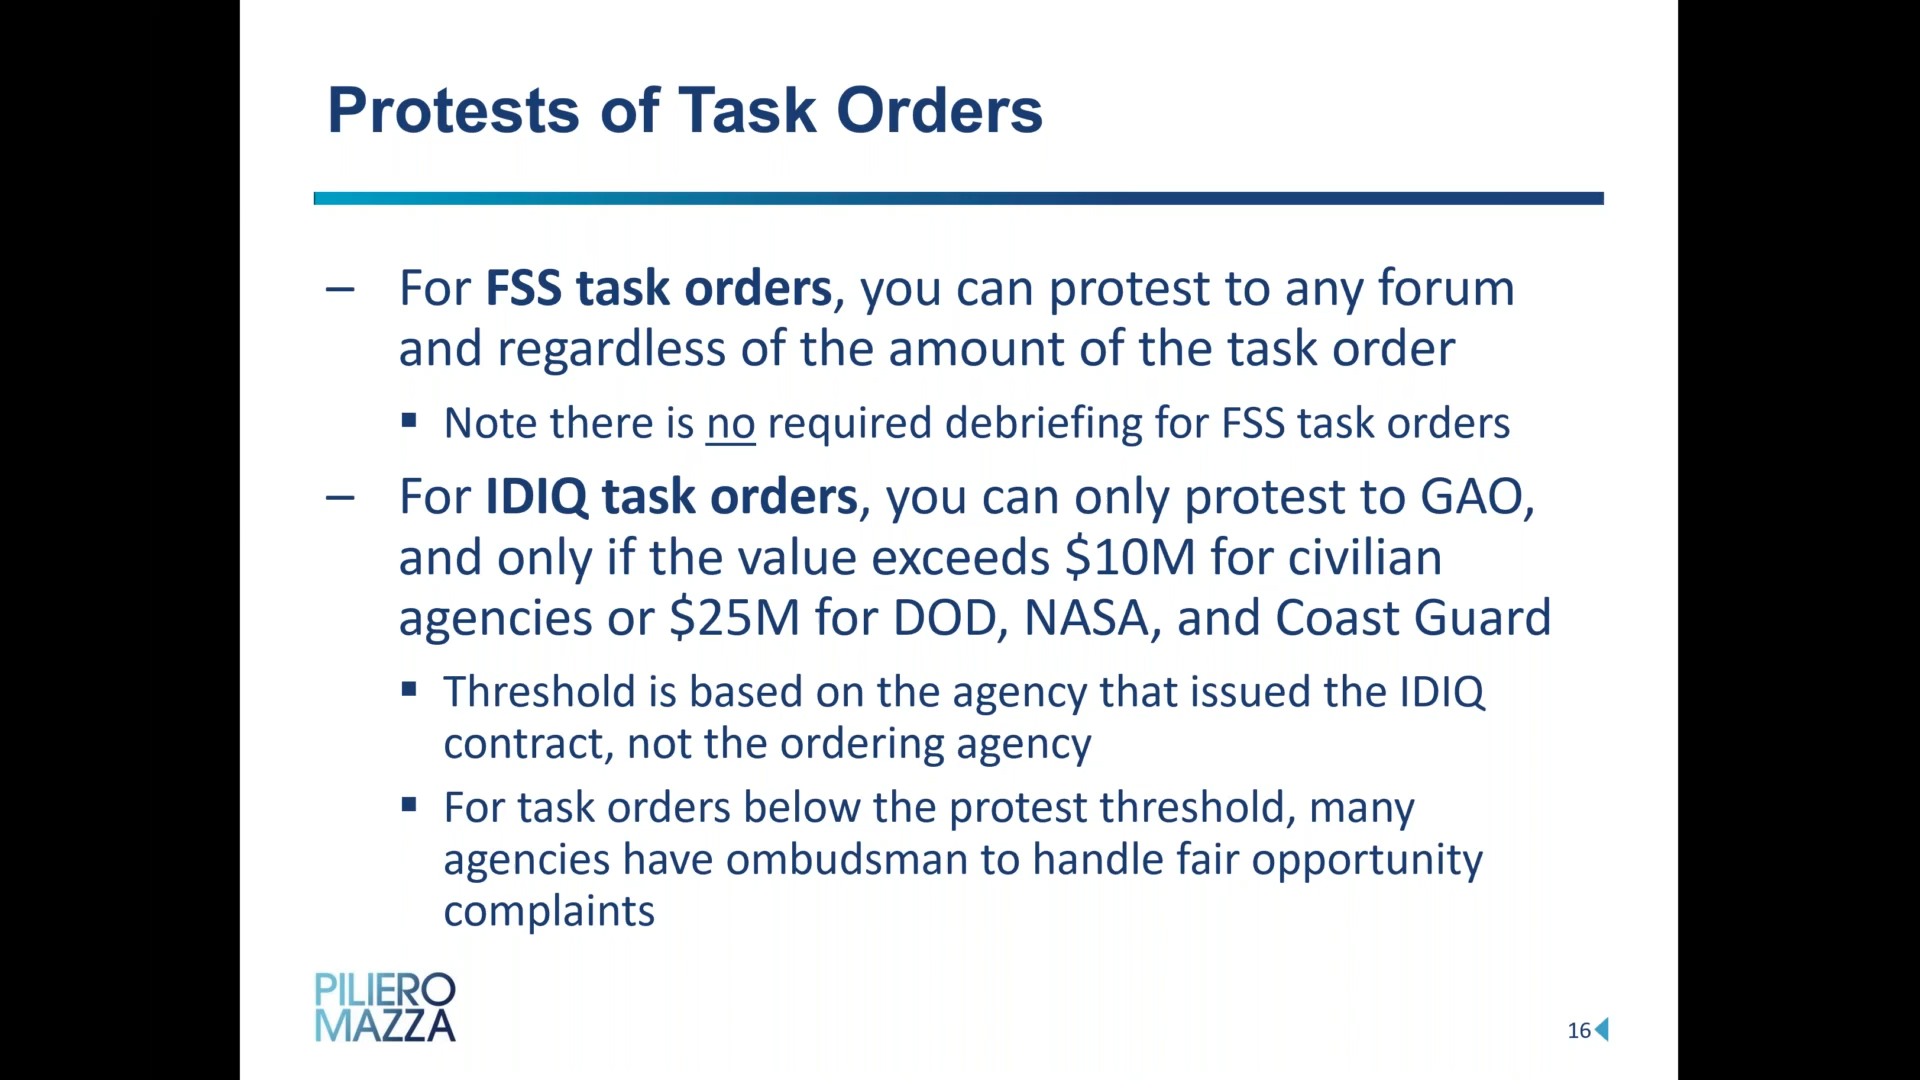 Protests of Task Orders
– For FSS task orders, you can protest to any forum
and regardless of the amount of the task order
▪ Note there is no required debriefing for FSS task orders
– For IDIQ task orders, you can only protest to GAO,
and only if the value exceeds $10M for civilian
agencies or $25M for DOD, NASA, and Coast Guard
▪ Threshold is based on the agency that issued the IDIQ
contract, not the ordering agency
▪ For task orders below the protest threshold, many
agencies have ombudsman to handle fair opportunity
complaints
PILIERO
MAZZA
16